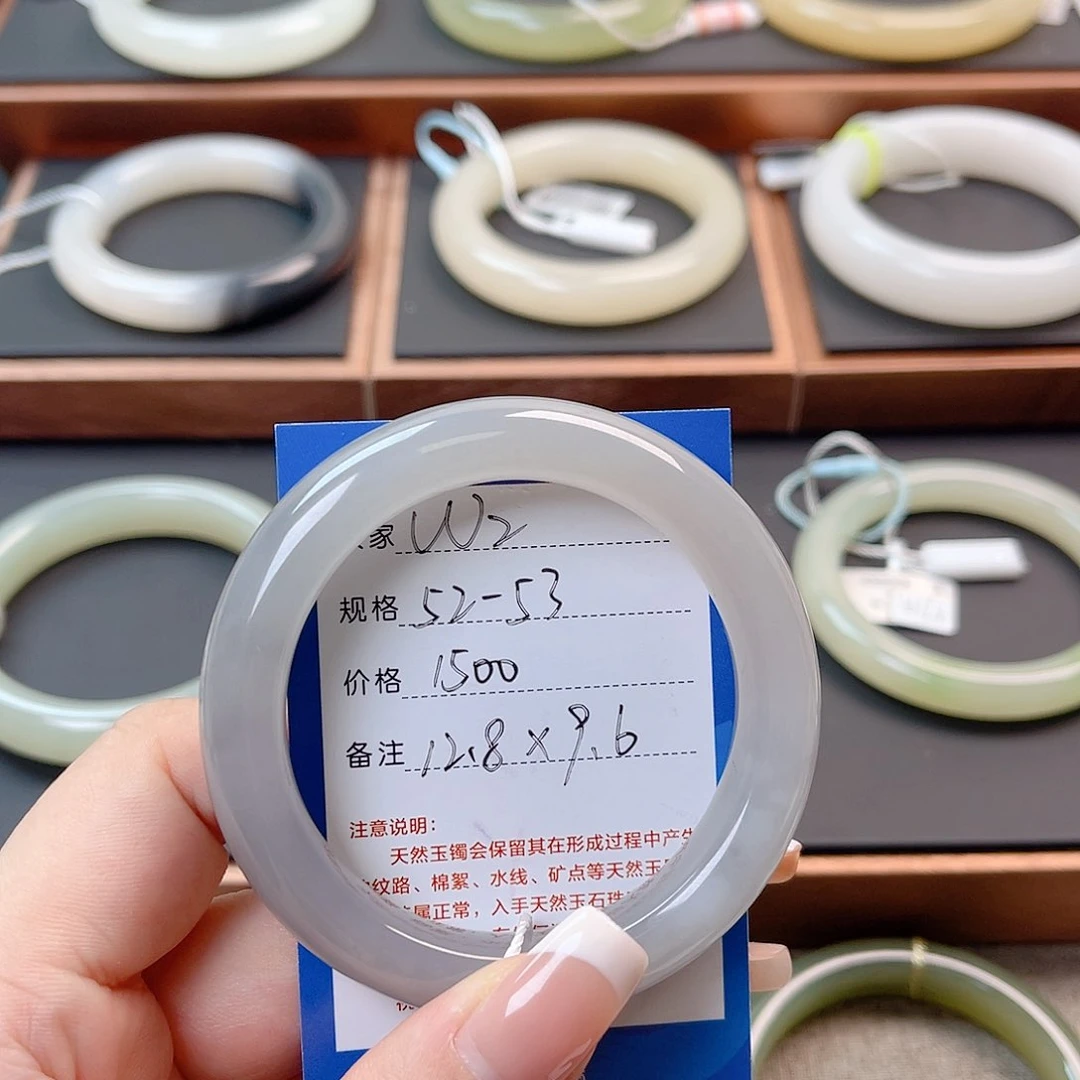 家 W2
规格 52-53
价格 1500
备注 12.8×9.6
注意说明:
天然玉镯会保留其在形成过程中产生
纹路、棉絮、水线、矿点等天然玉
属正常,入手天然玉石珠